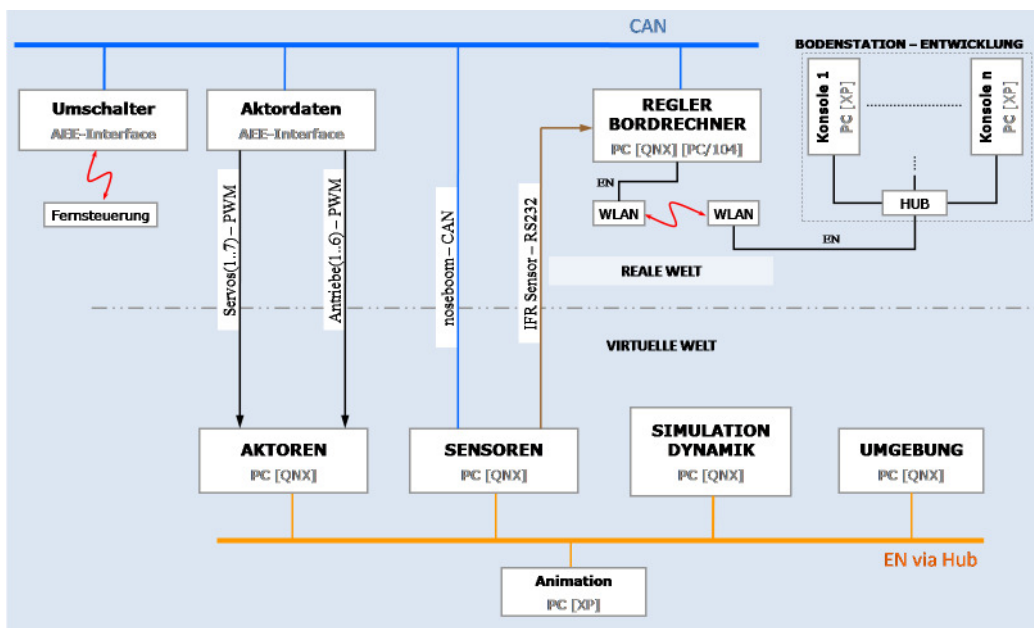 CAN
BODENSTATION – ENTWICKLUNG
Umschalter
AEE-Interface
Aktordaten
AEE-Interface
REGLER
BORDRECHNER
PC [QNX] [PC/104]
Konsole 1
PC [XP]
Konsole n
PC [XP]
Fernsteuerung
EN
WLAN
WLAN
HUB
EN
Servos(1..7) – PWM
Antriebe(1..6) – PWM
noseboom – CAN
IFR Sensor – RS232
REALE WELT
VIRTUELLE WELT
AKTOREN
PC [QNX]
SENSOREN
PC [QNX]
SIMULATION
DYNAMIK
PC [QNX]
UMGEBUNG
PC [QNX]
EN via Hub
Animation
PC [XP]